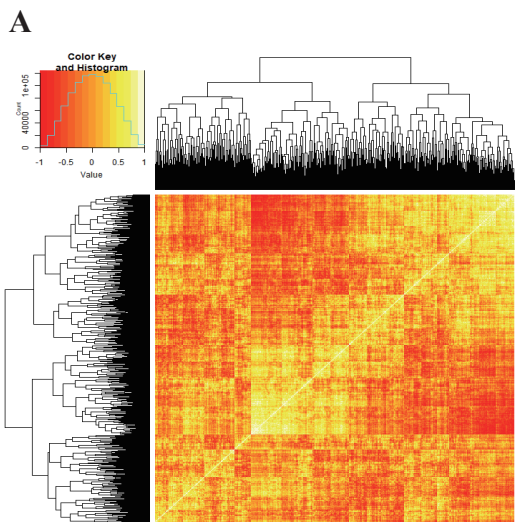 A
Color Key
and Histogram
Count
0 40000 1e+05
-1 -0.5 0 0.5 1
Value